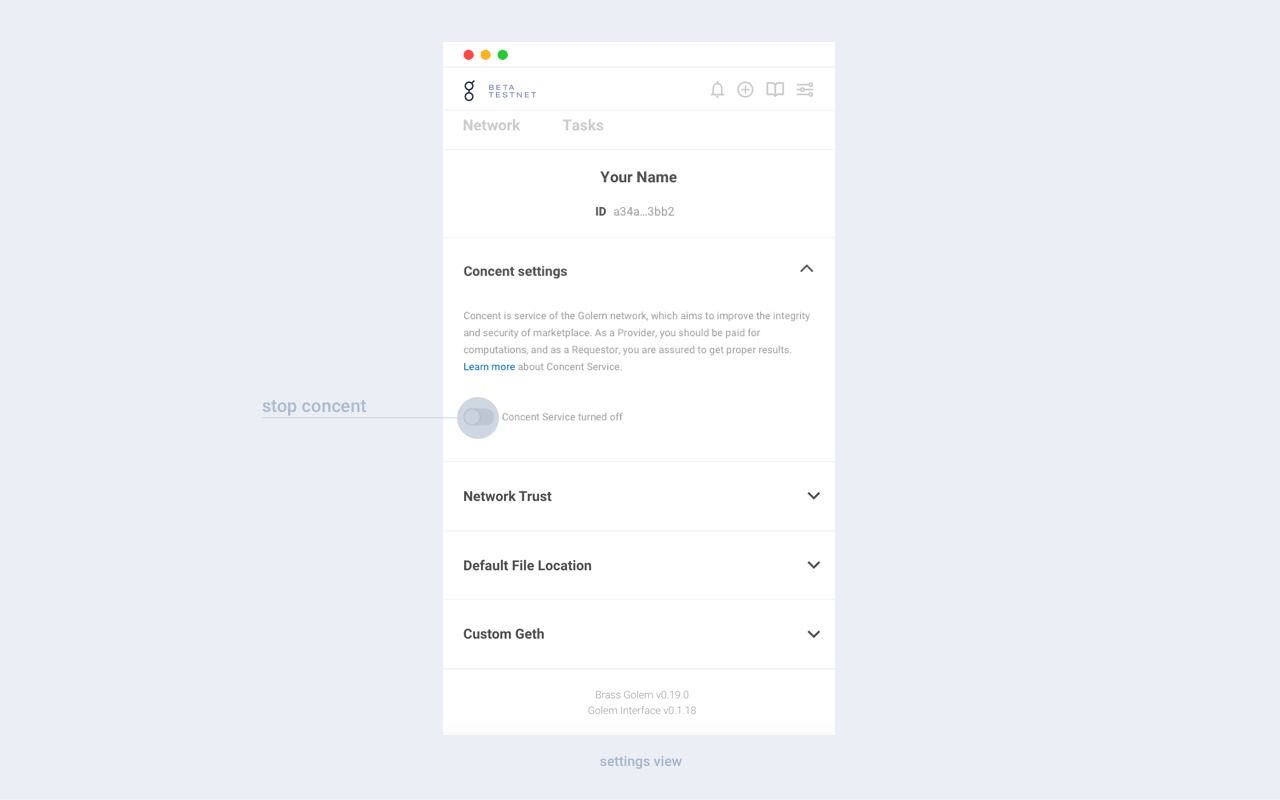 BETA
TESTNET
Network Tasks
Your Name
ID a34a...3bb2
Concent settings
Concent is service of the Golem network, which aims to improve the integrity
and security of marketplace. As a Provider, you should be paid for
computations, and as a Requestor, you are assured to get proper results.
Learn more about Concent Service.
stop concent
Concent Service turned off
Network Trust
Default File Location
Custom Geth
Brass Golem v0.19.0
Golem Interface v0.1.18
settings view